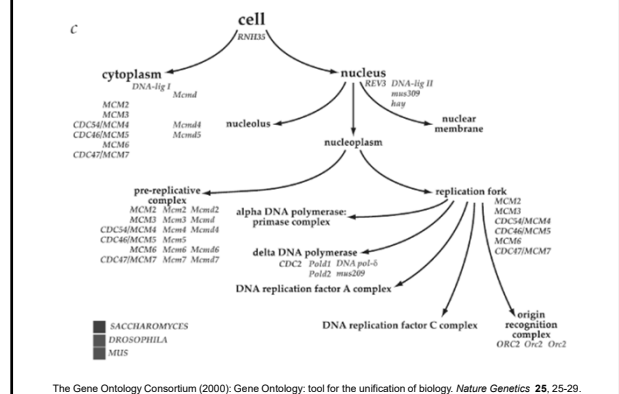 c
cell
RNH35
cytoplasm
DNA-lig I
Mcmd
MCM2
MCM3
CDC54/MCM4 Mcmd4
CDC46/MCM5 Mcmd5
MCM6
CDC47/MCM7
nucleus
REV3 DNA-lig II
mus309
hay
nucleolus
nuclear
membrane
nucleoplasm
pre-replicative
complex
MCM2 Mcm2 Mcmd2
MCM3 Mcm3 Mcmd
CDC54/MCM4 Mcm4 Mcmd4
CDC46/MCM5 Mcm5
MCM6 Mcm6 Mcmd6
CDC47/MCM7 Mcm7 Mcmd7
replication fork
MCM2
MCM3
CDC54/MCM4
CDC46/MCM5
MCM6
CDC47/MCM7
alpha DNA polymerase:
primase complex
delta DNA polymerase
CDC2 Pold1 DNA pol-δ
Pold2 mus209
DNA replication factor A complex
DNA replication factor C complex
origin
recognition
complex
ORC2 Orc2 Orc2
SACCHAROMYCES
DROSOPHILA
MUS
The Gene Ontology Consortium (2000): Gene Ontology: tool for the unification of biology. Nature Genetics 25, 25-29.